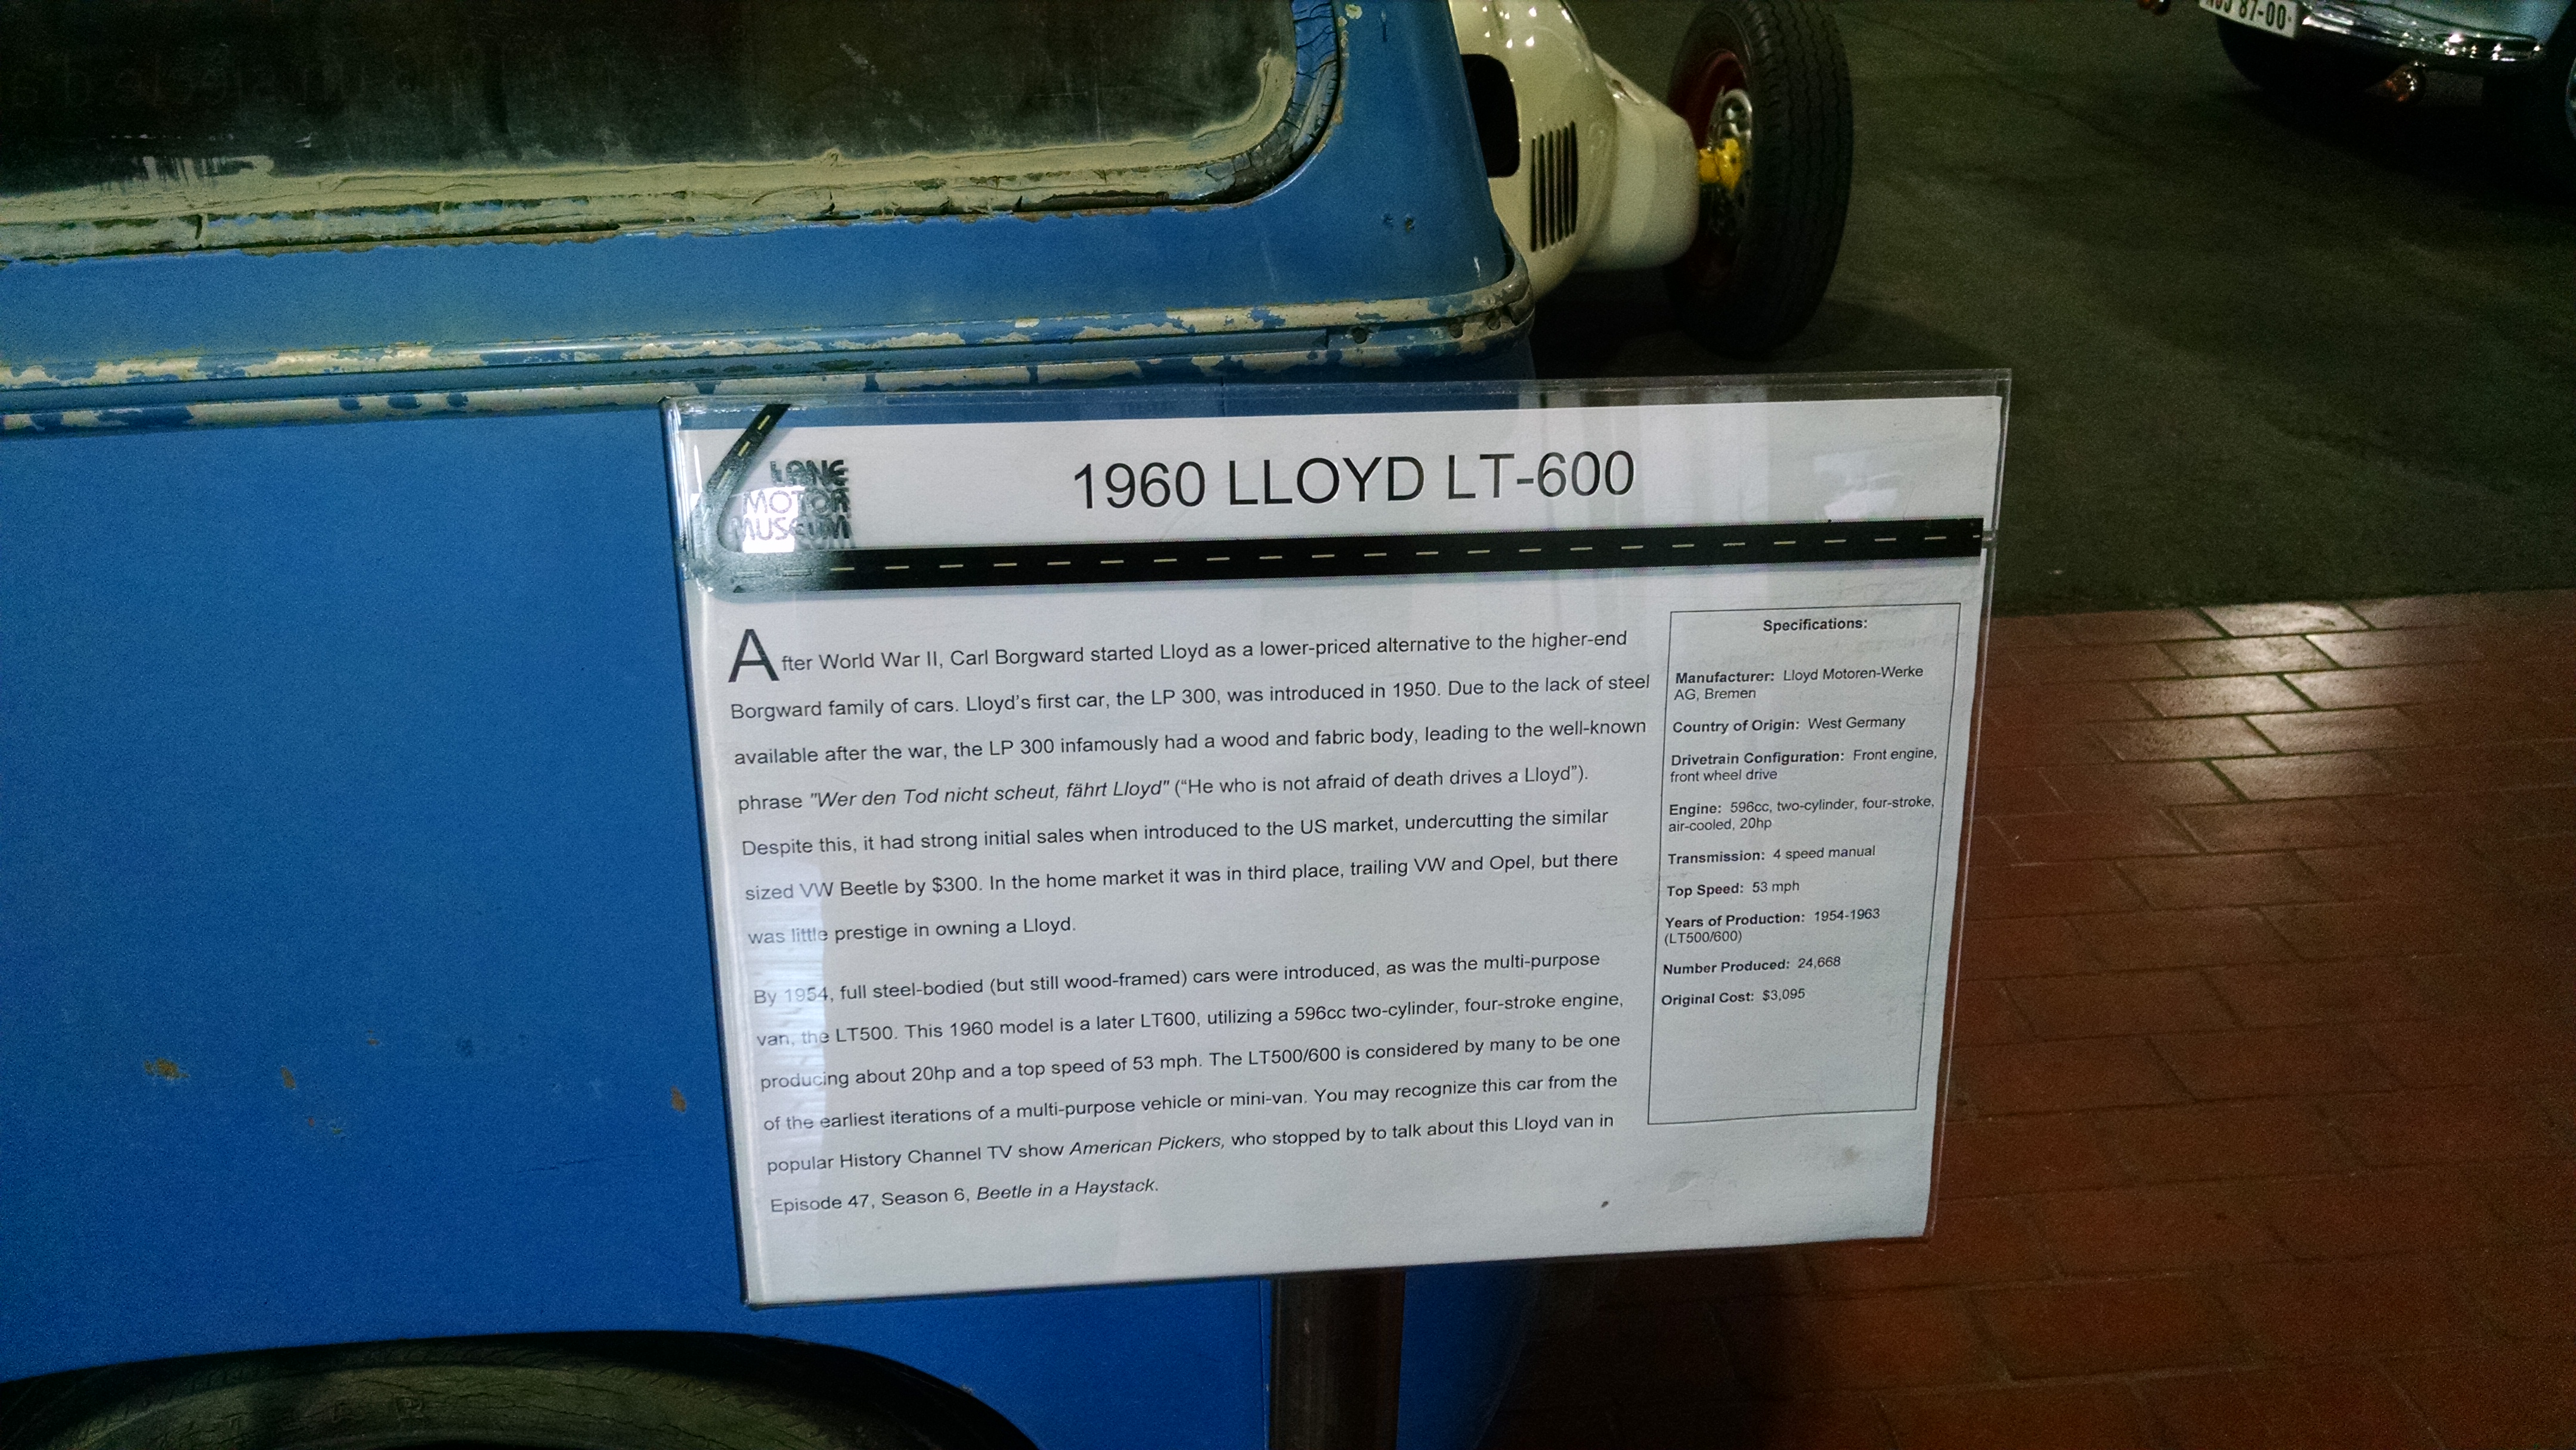 87-00
LANE
MOTOR
MUSEUM
1960 LLOYD LT-600
After World War II, Carl Borgward started Lloyd as a lower-priced alternative to the higher-end
Borgward family of cars. Lloyd's first car, the LP 300, was introduced in 1950. Due to the lack of steel
available after the war, the LP 300 infamously had a wood and fabric body, leading to the well-known
phrase "Wer den Tod nicht scheut, fährt Lloyd" (“He who is not afraid of death drives a Lloyd”).
Despite this, it had strong initial sales when introduced to the US market, undercutting the similar
sized VW Beetle by $300. In the home market it was in third place, trailing VW and Opel, but there
was little prestige in owning a Lloyd.
By 1954, full steel-bodied (but still wood-framed) cars were introduced, as was the multi-purpose
van, the LT500. This 1960 model is a later LT600, utilizing a 596cc two-cylinder, four-stroke engine,
producing about 20hp and a top speed of 53 mph. The LT500/600 is considered by many to be one
of the earliest iterations of a multi-purpose vehicle or mini-van. You may recognize this car from the
popular History Channel TV show American Pickers, who stopped by to talk about this Lloyd van in
Episode 47, Season 6, Beetle in a Haystack.
Specifications:
Manufacturer: Lloyd Motoren-Werke
AG, Bremen
Country of Origin: West Germany
Drivetrain Configuration: Front engine,
front wheel drive
Engine: 596cc, two-cylinder, four-stroke,
air-cooled, 20hp
Transmission: 4 speed manual
Top Speed: 53 mph
Years of Production: 1954-1963
(LT500/600)
Number Produced: 24,668
Original Cost: $3,095